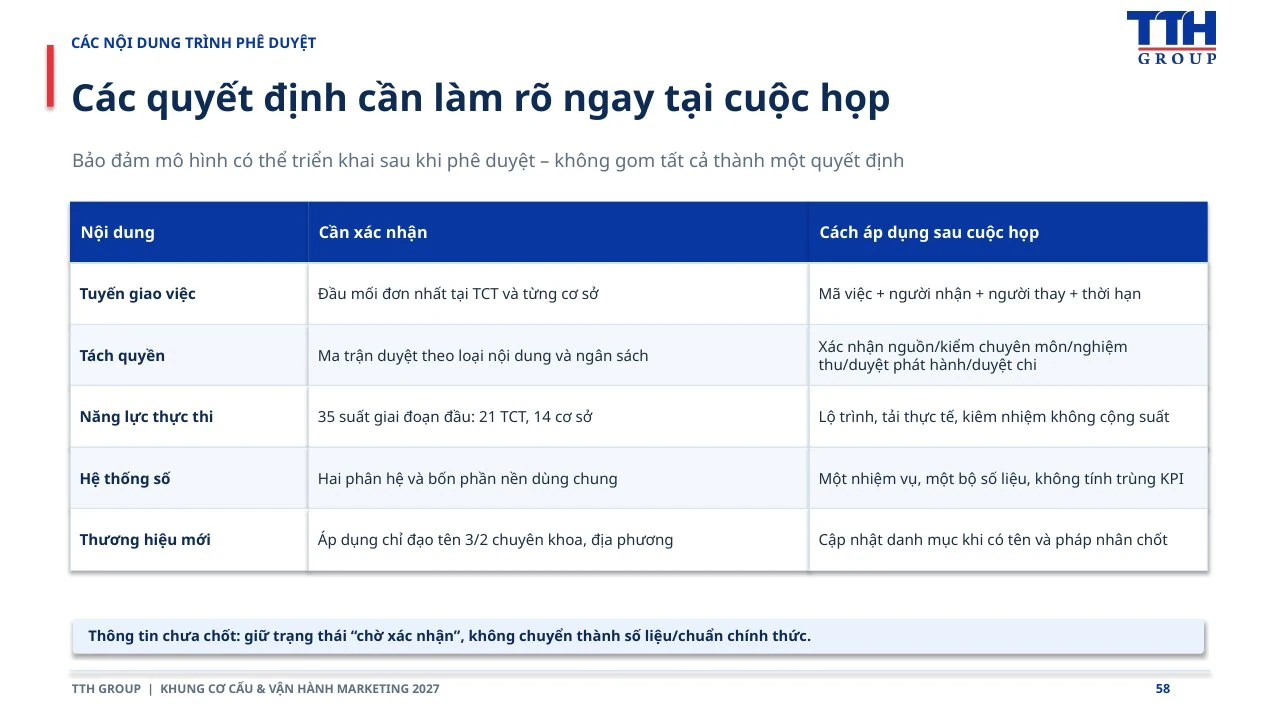 CÁC NỘI DUNG TRÌNH PHÊ DUYỆT
TTH
GROUP
Các quyết định cần làm rõ ngay tại cuộc họp
Bảo đảm mô hình có thể triển khai sau khi phê duyệt – không gom tất cả thành một quyết định
Nội dung
Cần xác nhận
Cách áp dụng sau cuộc họp
Tuyến giao việc
Đầu mối đơn nhất tại TCT và từng cơ sở
Mã việc + người nhận + người thay + thời hạn
Tách quyền
Ma trận duyệt theo loại nội dung và ngân sách
Xác nhận nguồn/kiểm chuyên môn/nghiệm
thu/duyệt phát hành/duyệt chi
Năng lực thực thi
35 suất giai đoạn đầu: 21 TCT, 14 cơ sở
Lộ trình, tải thực tế, kiêm nhiệm không cộng suất
Hệ thống số
Hai phân hệ và bốn phần nền dùng chung
Một nhiệm vụ, một bộ số liệu, không tính trùng KPI
Thương hiệu mới
Áp dụng chỉ đạo tên 3/2 chuyên khoa, địa phương
Cập nhật danh mục khi có tên và pháp nhân chốt
Thông tin chưa chốt: giữ trạng thái “chờ xác nhận”, không chuyển thành số liệu/chuẩn chính thức.
TTH GROUP | KHUNG CƠ CẤU & VẬN HÀNH MARKETING 2027
58